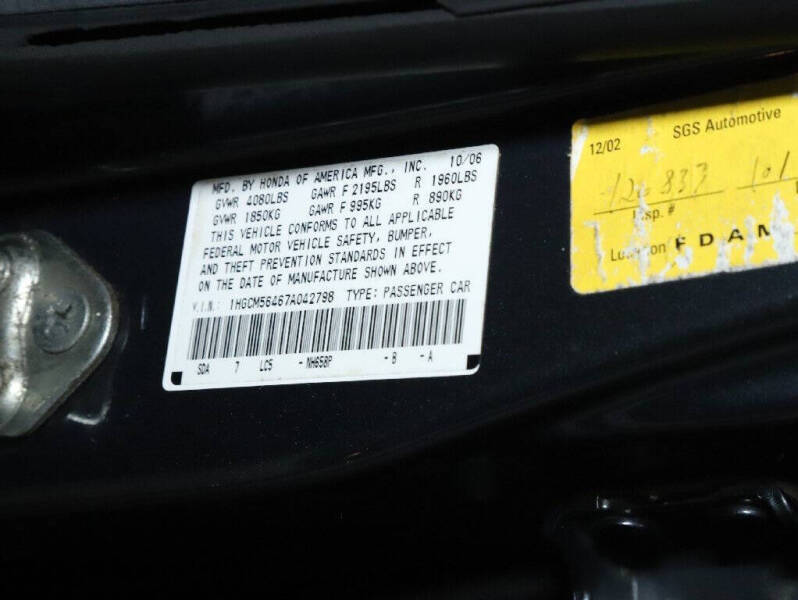 MFD. BY HONDA OF AMERICA MFG., INC. 10/06
GVWR 4080LBS GAWR F 2195LBS R 1960LBS
GVWR 1850KG GAWR F 995KG R 890KG
THIS VEHICLE CONFORMS TO ALL APPLICABLE
FEDERAL MOTOR VEHICLE SAFETY, BUMPER,
AND THEFT PREVENTION STANDARDS IN EFFECT
ON THE DATE OF MANUFACTURE SHOWN ABOVE.
V.I.N.: 1HGCM56467A042798 TYPE: PASSENGER CAR
SDA 7 LC5 -NH658P -B -A
12/02 SGS Automotive
126833 101
Insp. #